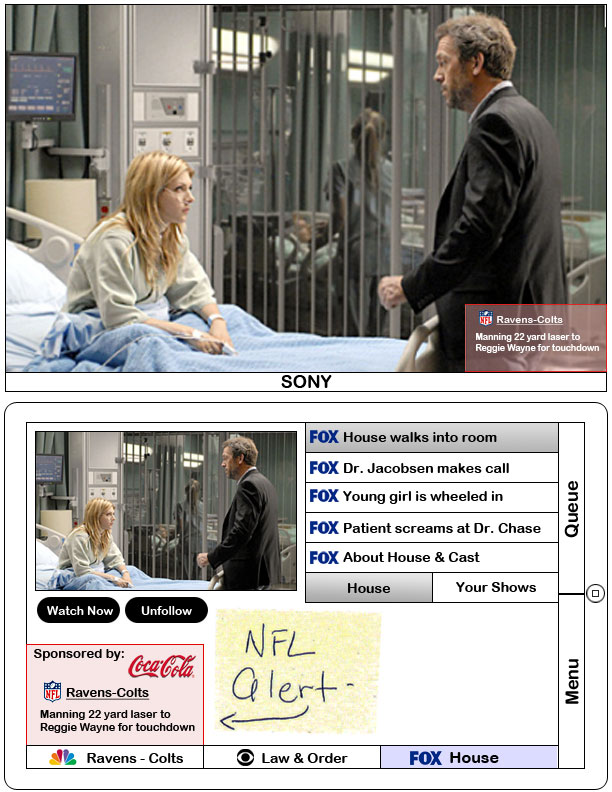 NFL Ravens-Colts
Manning 22 yard laser to
Reggie Wayne for touchdown
SONY
FOX House walks into room
FOX Dr. Jacobsen makes call
FOX Young girl is wheeled in
FOX Patient screams at Dr. Chase
FOX About House & Cast
House
Your Shows
Queue
Menu
Watch Now
Unfollow
Sponsored by:
Coca-Cola
NFL Ravens-Colts
Manning 22 yard laser to
Reggie Wayne for touchdown
NFL
Alert-
Ravens - Colts
Law & Order
FOX House